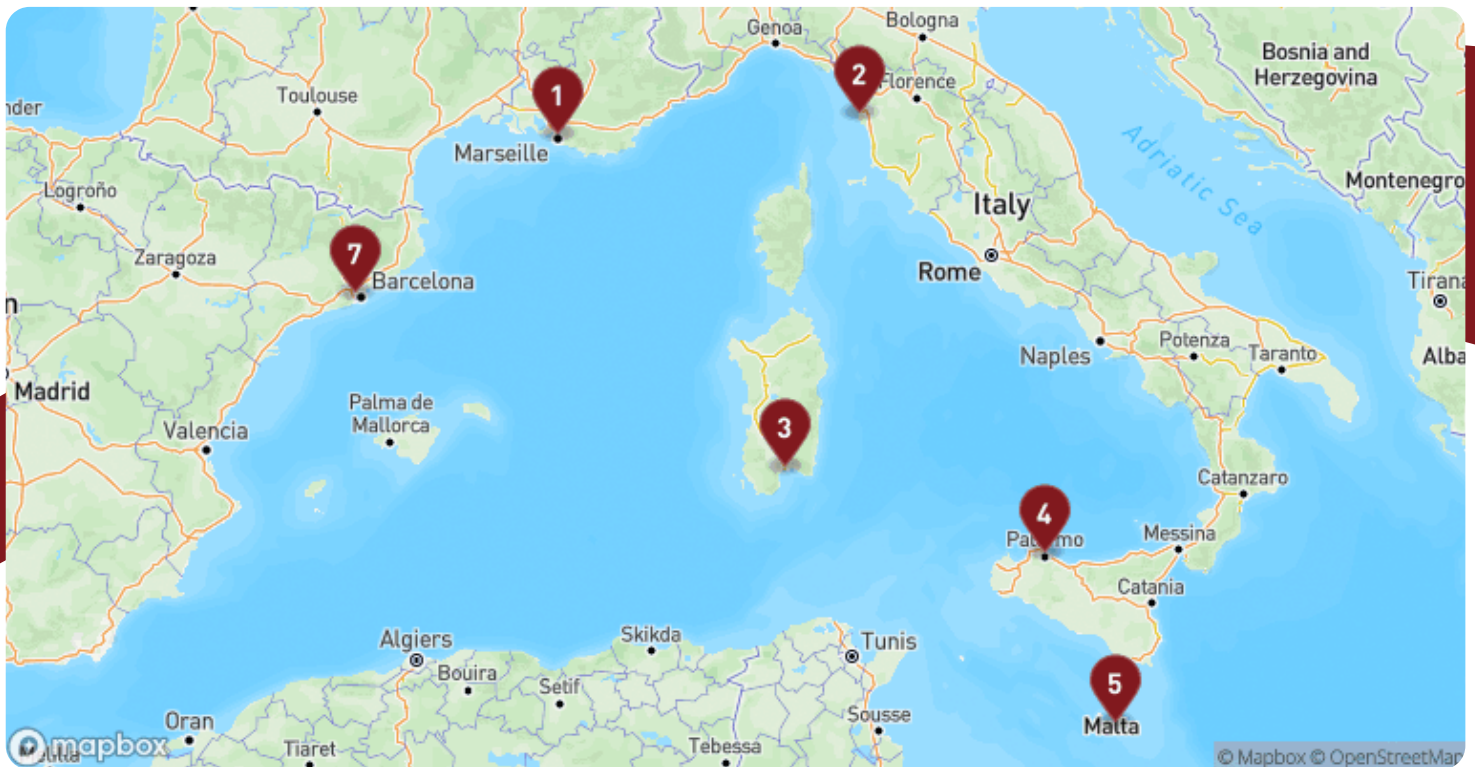 Genoa
Bologna
Bosnia and
Herzegovina
2
Florence
Toulouse
1
nder
Marseille
Adriatic Sea
Logroño
Montenegro
Italy
7
Zaragoza
Rome
Barcelona
Tirana
n
Naples
Potenza
Taranto
Alba
Madrid
Palma de
Mallorca
Valencia
3
Catanzaro
4
Palermo
Messina
Catania
Algiers
Skikda
Tunis
Bouira
Setif
5
Malta
Sousse
Oran
Tiaret
Tebessa
mapbox
Melilla
© Mapbox © OpenStreetMap